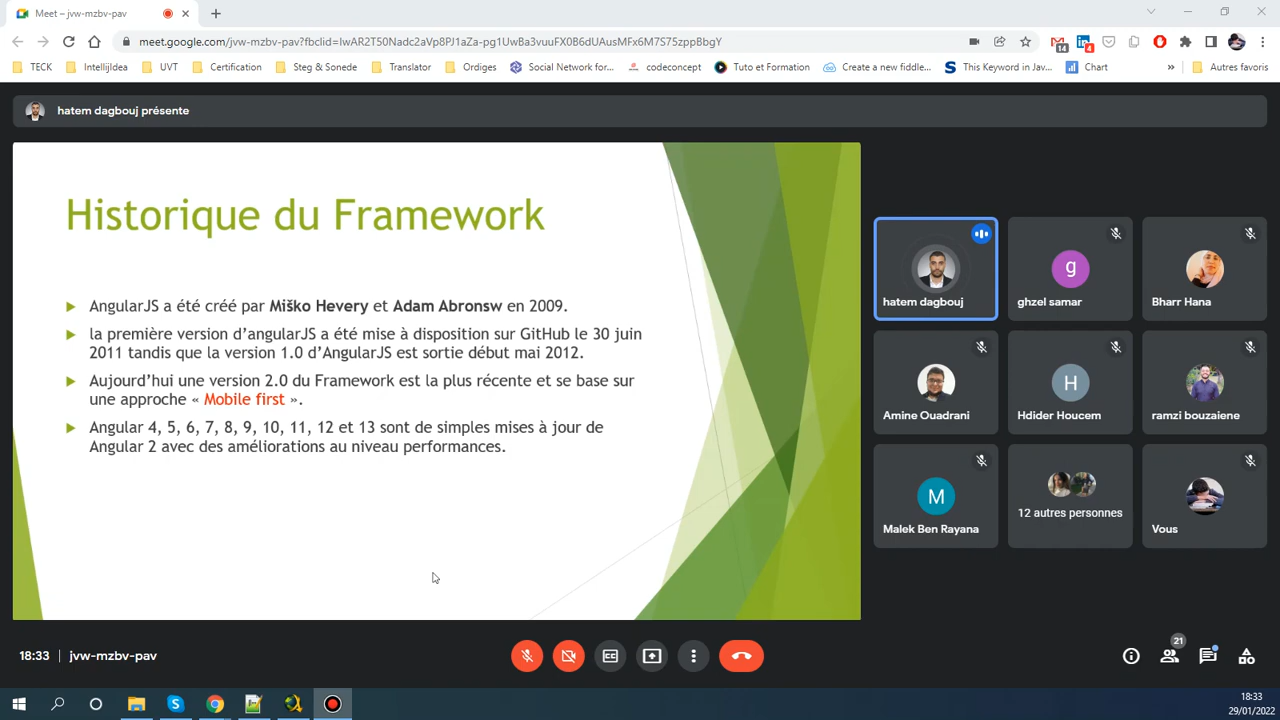 Meet – jvw-mzbv-pav
meet.google.com/jvw-mzbv-pav?fbclid=IwAR2T50Nadc2aVp8PJ1aZa-pg1UwBa3vuuFX0B6dUAusMFx6M7S75zppBgY
14
4
TECK
IntellijIdea
UVT
Certification
Steg & Sonede
Translator
Ordiges
Social Network for...
codeconcept
Tuto et Formation
Create a new fiddle...
This Keyword in Jav...
Chart
»
Autres favoris
hatem dagbouj présente
Historique du Framework
AngularJS a été créé par Miško Hevery et Adam Abronsw en 2009.
la première version d’angularJS a été mise à disposition sur GitHub le 30 juin
2011 tandis que la version 1.0 d’AngularJS est sortie début mai 2012.
Aujourd’hui une version 2.0 du Framework est la plus récente et se base sur
une approche « Mobile first ».
Angular 4, 5, 6, 7, 8, 9, 10, 11, 12 et 13 sont de simples mises à jour de
Angular 2 avec des améliorations au niveau performances.
hatem dagbouj
g
ghzel samar
Bharr Hana
Amine Ouadrani
H
Hdider Houcem
ramzi bouzaiene
M
Malek Ben Rayana
12 autres personnes
Vous
18:33
jvw-mzbv-pav
21
18:33
29/01/2022